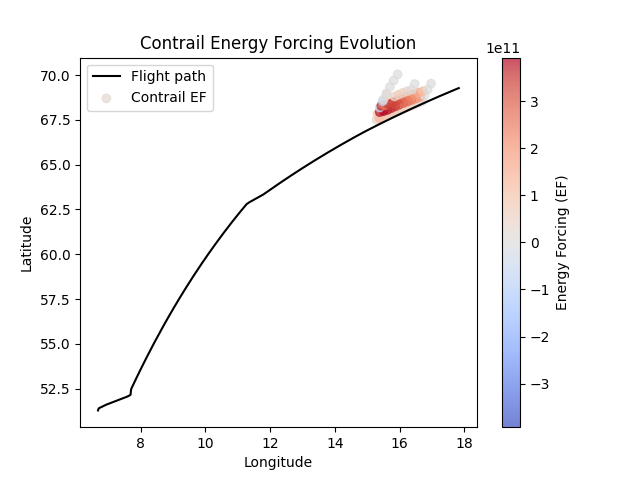 Contrail Energy Forcing Evolution
1e11
Flight path
Contrail EF
70.0
67.5
65.0
62.5
60.0
57.5
55.0
52.5
Latitude
8 10 12 14 16 18
Longitude
3
2
1
0
−1
−2
−3
Energy Forcing (EF)